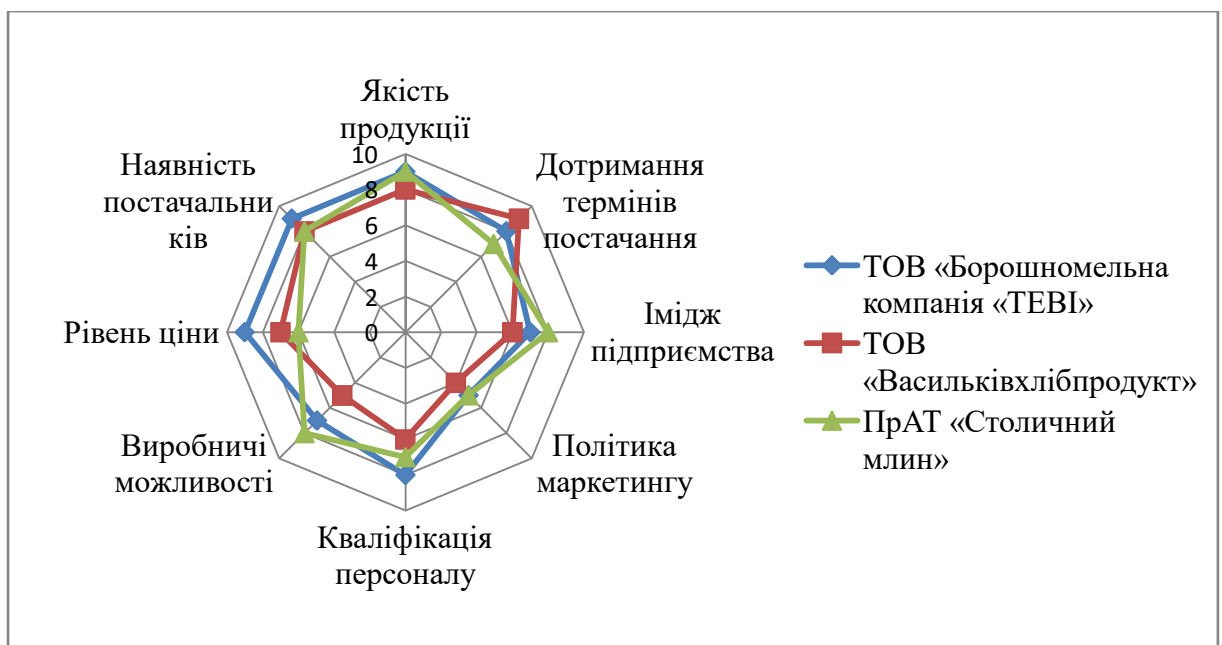 Якість
продукції
10
8
6
4
2
0
Дотримання
термінів
постачання
Імідж
підприємства
Політика
маркетингу
Кваліфікація
персоналу
Виробничі
можливості
Рівень ціни
Наявність
постачальни
ків
ТОВ «Борошномельна
компанія «ТЕВІ»
ТОВ
«Васильківхлібпродукт»
ПрАТ «Столичний
млин»